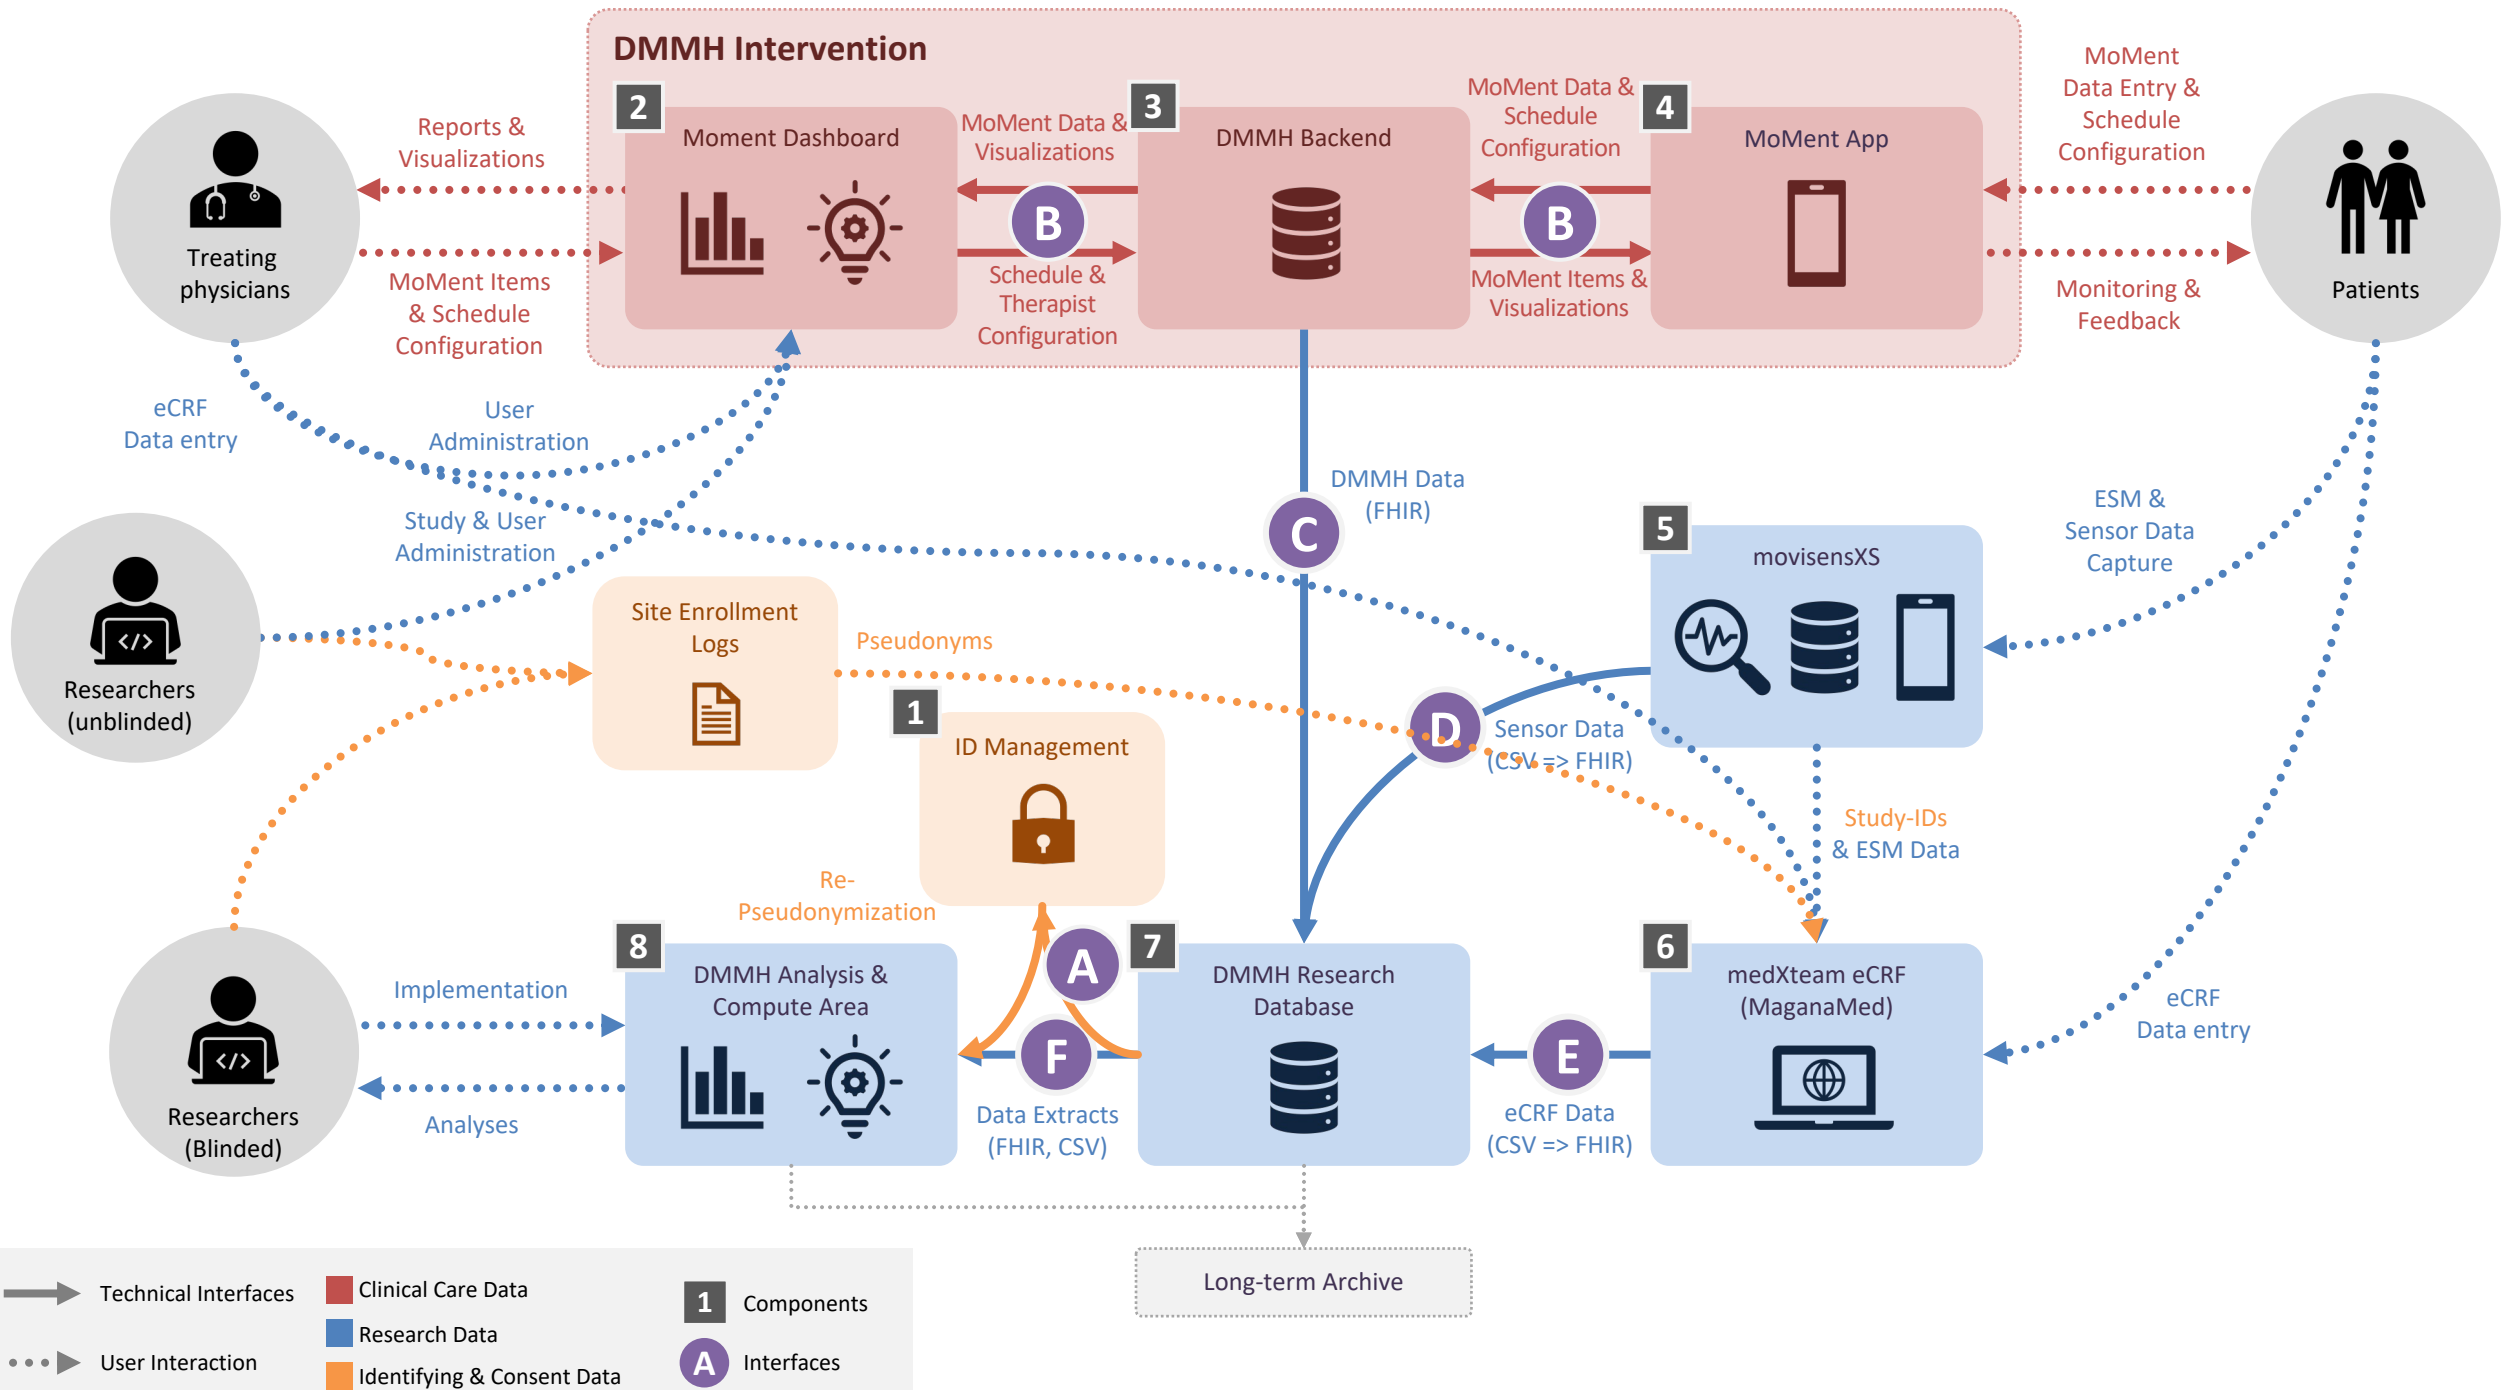 DMMH Intervention
MoMent
Data Entry &
Schedule
Configuration
2
Moment Dashboard
3
DMMH Backend
4
MoMent App
Reports &
Visualizations
MoMent Data &
Visualizations
MoMent Data &
Schedule
Configuration
B
B
Treating
physicians
MoMent Items
& Schedule
Configuration
Schedule &
Therapist
Configuration
MoMent Items &
Visualizations
Monitoring &
Feedback
Patients
eCRF
Data entry
User
Administration
Study & User
Administration
DMMH Data
(FHIR)
C
ESM &
Sensor Data
Capture
5
movisensXS
Researchers
(unblinded)
Site Enrollment
Logs
Pseudonyms
1
ID Management
D
Sensor Data
(CSV => FHIR)
Study-IDs
& ESM Data
Re-
Pseudonymization
A
8
DMMH Analysis &
Compute Area
7
DMMH Research
Database
6
medXteam eCRF
(MaganaMed)
eCRF
Data entry
Implementation
Analyses
Researchers
(Blinded)
F
Data Extracts
(FHIR, CSV)
E
eCRF Data
(CSV => FHIR)
Long-term Archive
Technical Interfaces
User Interaction
Clinical Care Data
Research Data
Identifying & Consent Data
1
Components
A
Interfaces